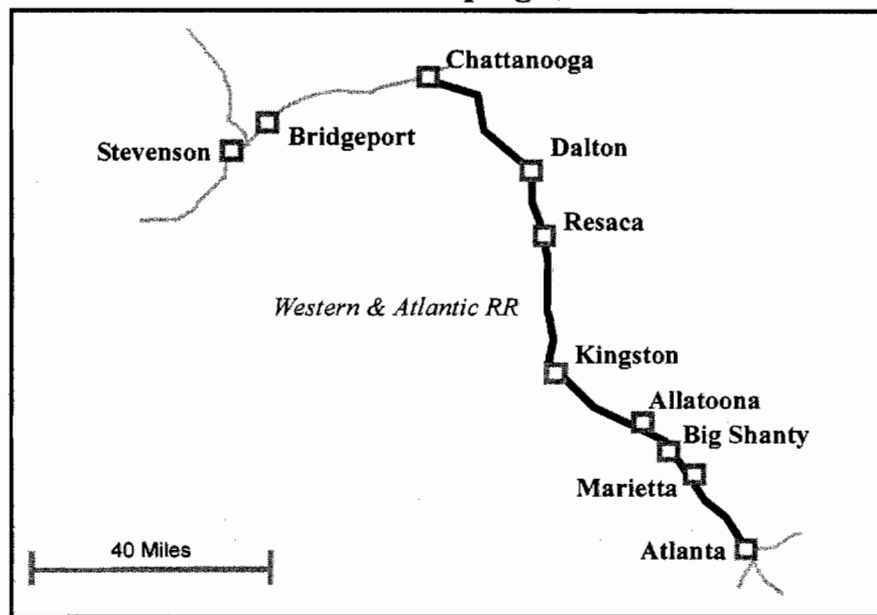 Chattanooga
Bridgeport
Stevenson
Dalton
Resaca
Western & Atlantic RR
Kingston
Allatoona
Big Shanty
Marietta
40 Miles
Atlanta